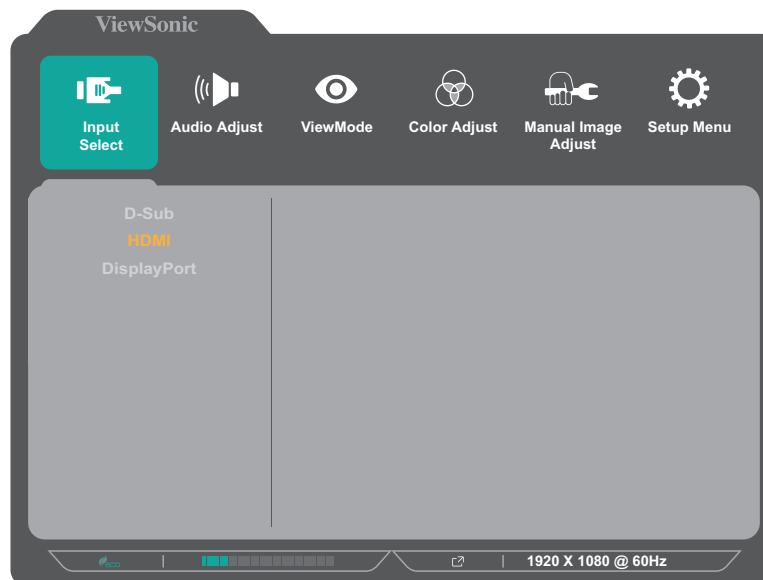 ViewSonic
Input
Select
Audio Adjust
ViewMode
Color Adjust
Manual Image
Adjust
Setup Menu
D-Sub
HDMI
DisplayPort
eco
1920 X 1080 @ 60Hz